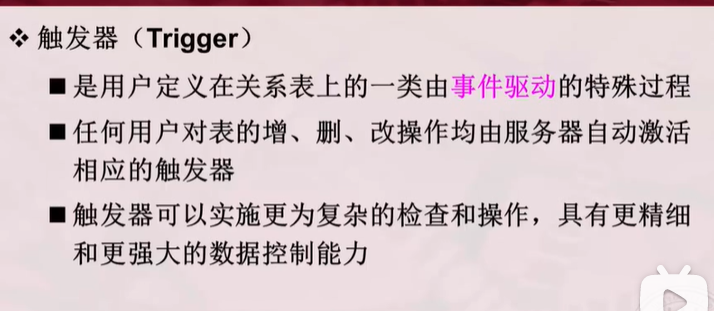 ❖ 触发器（Trigger）
■ 是用户定义在关系表上的一类由事件驱动的特殊过程
■ 任何用户对表的增、删、改操作均由服务器自动激活
相应的触发器
■ 触发器可以实施更为复杂的检查和操作，具有更精细
和更强大的数据控制能力